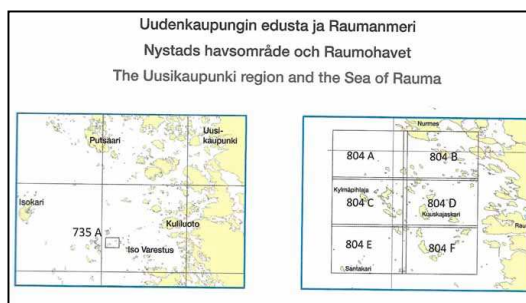 Uudenkaupungin edusta ja Raumanmeri
Nystads havsområde och Raumohavet
The Uusikaupunki region and the Sea of Rauma
Putsaari
Uusi-
kaupunki
Isokari
Kuliluoto
735 A
Iso Varestus
Nurmes
804 A
804 B
Kylmäpihlaja
804 C
804 D
Kuuskajaskari
Rau
804 E
804 F
Santakari